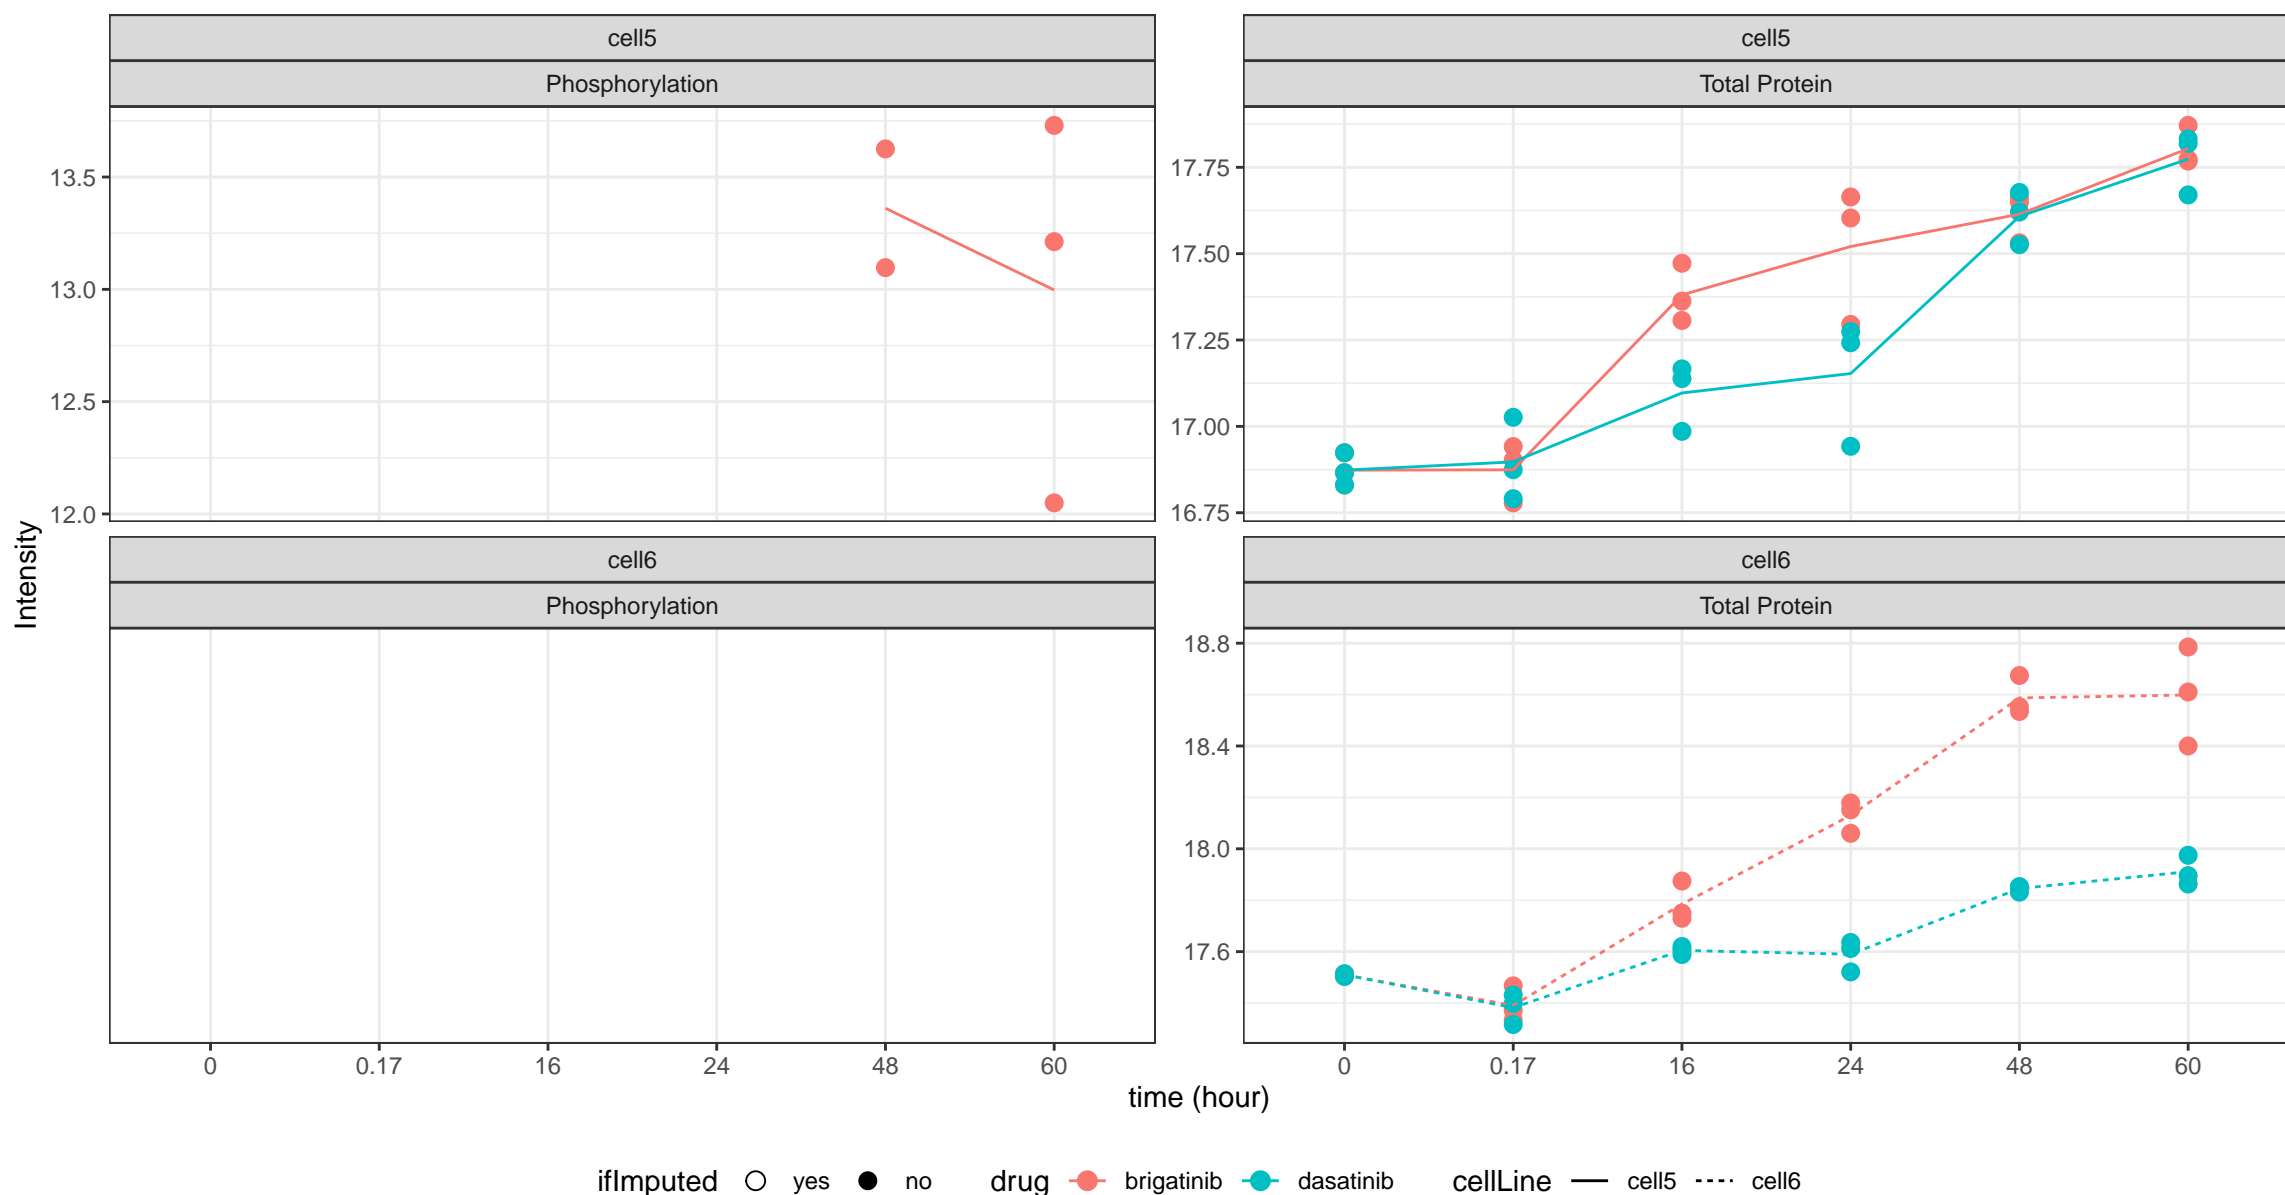 cell5
Phosphorylation
cell5
Total Protein
13.5
13.0
12.5
12.0
17.75
17.50
17.25
17.00
16.75
Intensity
cell6
Phosphorylation
cell6
Total Protein
18.8
18.4
18.0
17.6
0 0.17 16 24 48 60
0 0.17 16 24 48 60
time (hour)
ifImputed yes no drug brigatinib dasatinib cellLine cell5 cell6